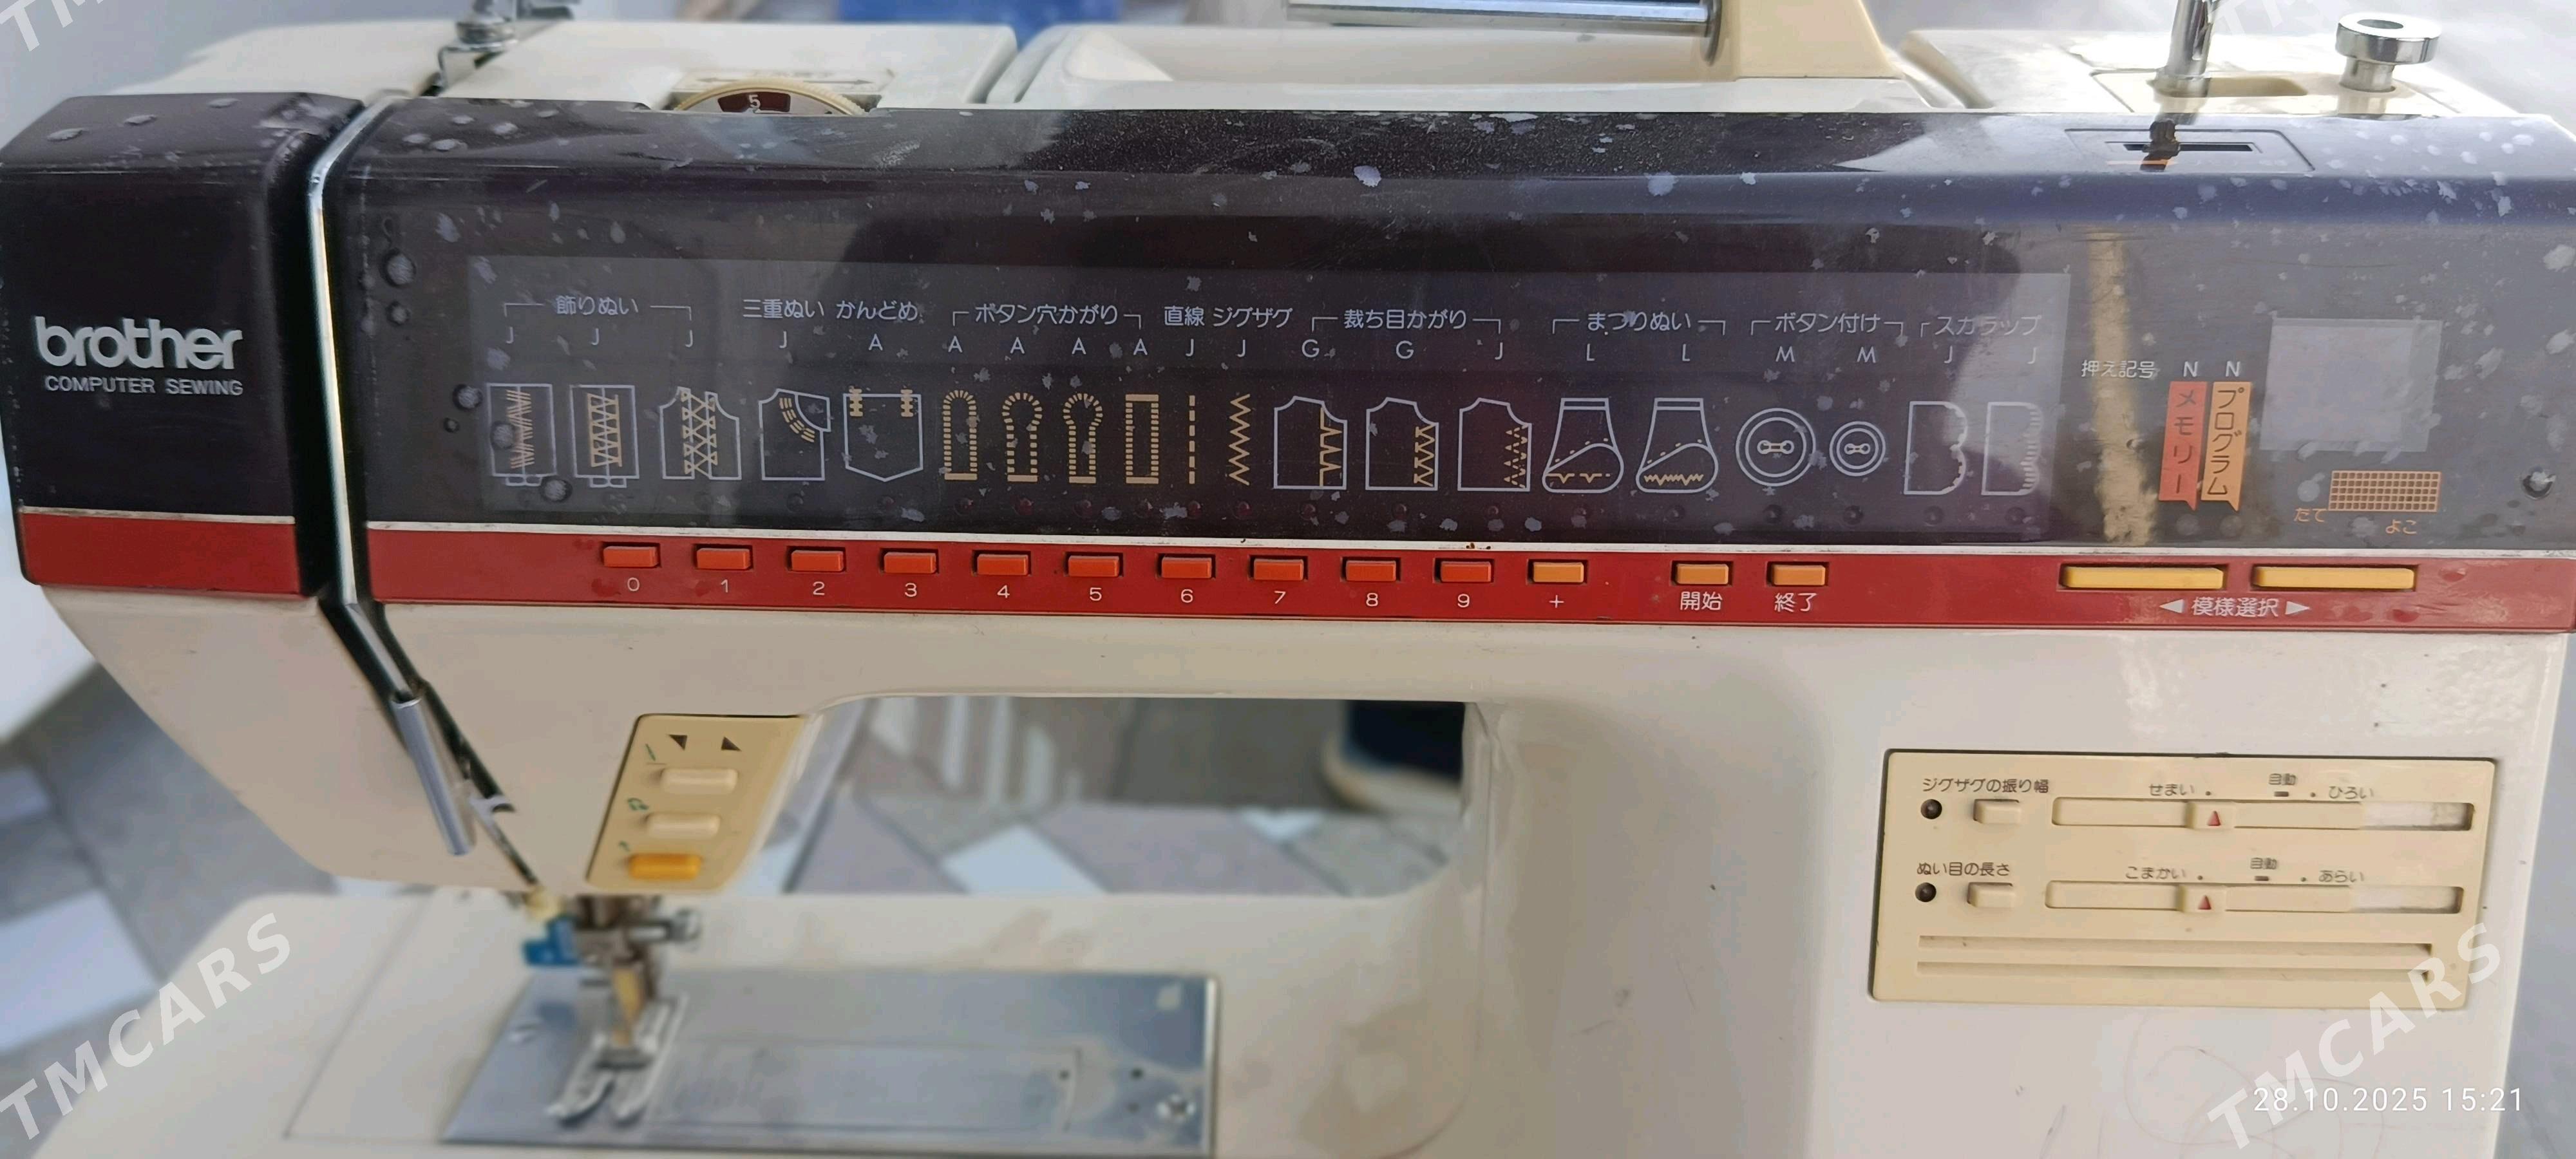 5
brother
COMPUTER SEWING
飾りぬい 三重ぬい かんどめ ボタン穴かがり 直線 ジグザグ 裁ち目かがり まつりぬい ボタン付け スカラップ
J J J J A A A A A J J G G J L L M M J J
押え記号 N N
メモリー
プログラム
たて よこ
0 1 2 3 4 5 6 7 8 9 + 開始 終了 ◀ 模様選択 ▶
ジグザグの振り幅 せまい • 自動 • ひろい
ぬい目の長さ こまかい • 自動 • あらい
TMCARS
TMCARS
28.10.2025 15:21